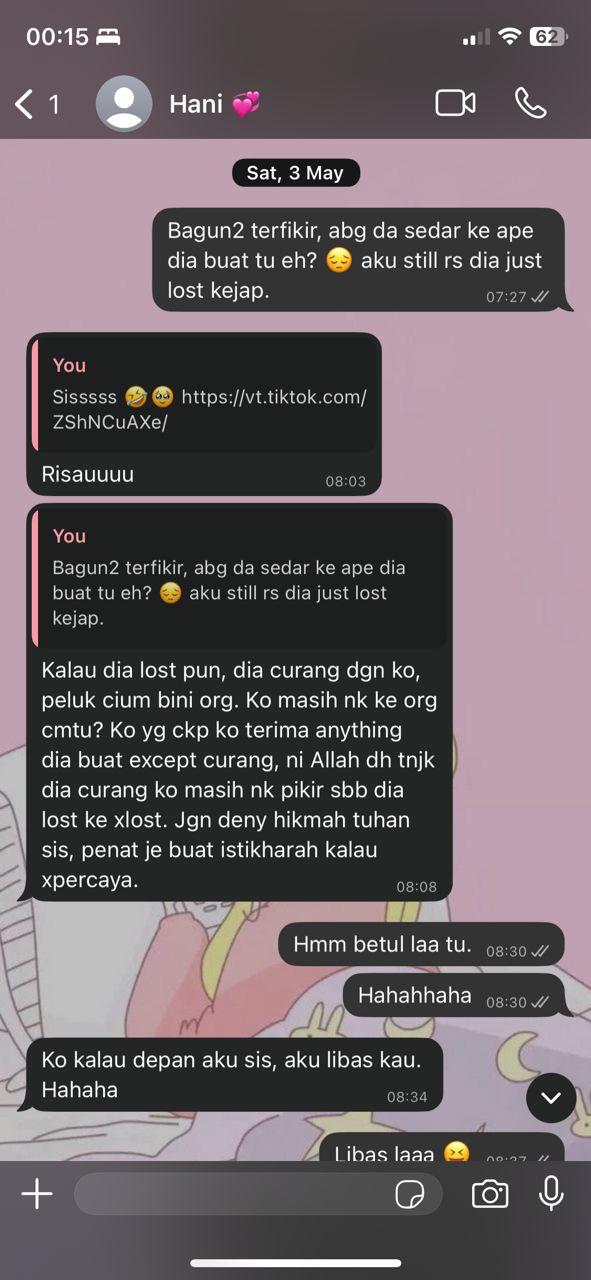 00:15
62
1
Hani 💞
Sat, 3 May
Bagun2 terfikir, abg da sedar ke ape
dia buat tu eh? 😔 aku still rs dia just
lost kejap.
07:27
You
Sisssss 🤣🥹 https://vt.tiktok.com/
ZShNCuAXe/
Risauuuu
08:03
You
Bagun2 terfikir, abg da sedar ke ape dia
buat tu eh? 😔 aku still rs dia just lost
kejap.
Kalau dia lost pun, dia curang dgn ko,
peluk cium bini org. Ko masih nk ke org
cmtu? Ko yg ckp ko terima anything
dia buat except curang, ni Allah dh tnjk
dia curang ko masih nk pikir sbb dia
lost ke xlost. Jgn deny hikmah tuhan
sis, penat je buat istikharah kalau
xpercaya.
08:08
Hmm betul laa tu.
08:30
Hahahhaha
08:30
Ko kalau depan aku sis, aku libas kau.
Hahaha
08:34
Libas laaa 😆
08:37